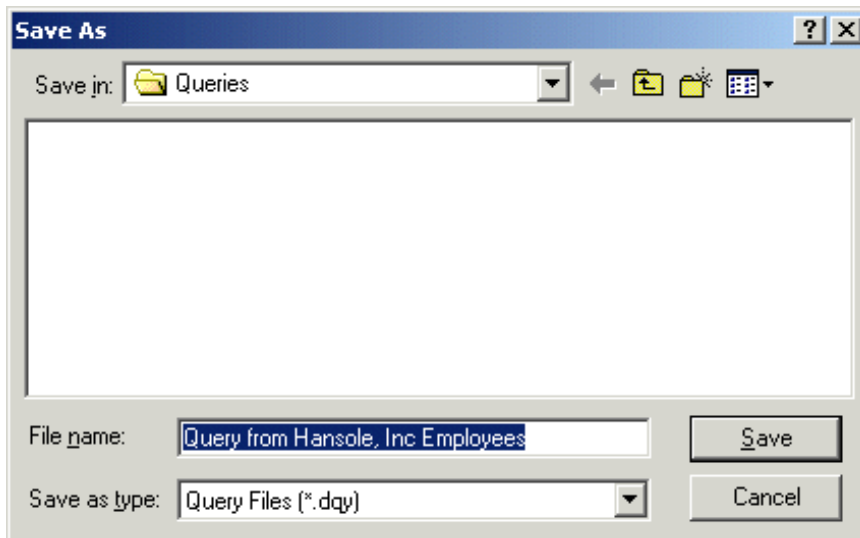 Save As
Save in: Queries
File name: Query from Hansole, Inc Employees Save
Save as type: Query Files (*.dqy) Cancel